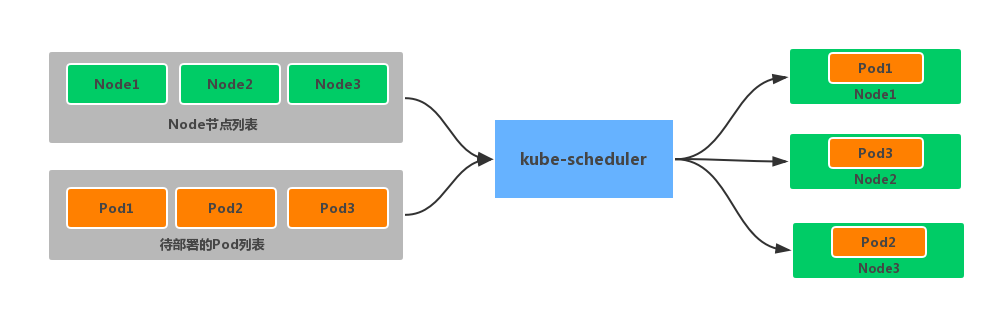 Node1 Node2 Node3
Node节点列表
Pod1 Pod2 Pod3
待部署的Pod列表
kube-scheduler
Pod1
Node1
Pod3
Node2
Pod2
Node3